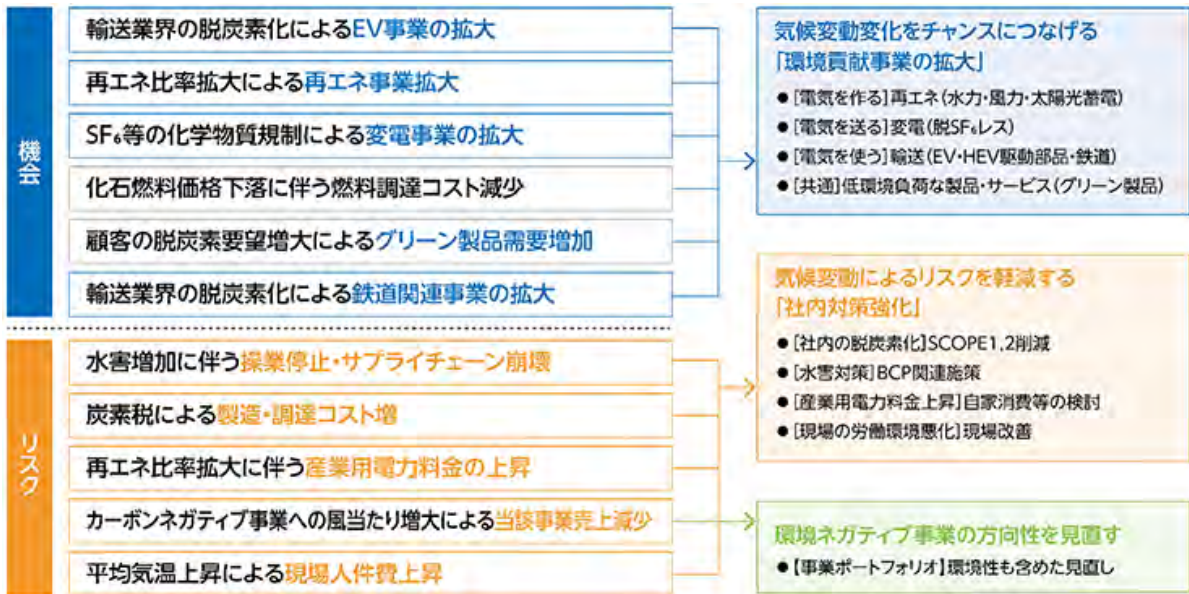 機会
輸送業界の脱炭素化によるEV事業の拡大
再エネ比率拡大による再エネ事業拡大
SF₆等の化学物質規制による変電事業の拡大
化石燃料価格下落に伴う燃料調達コスト減少
顧客の脱炭素要望増大によるグリーン製品需要増加
輸送業界の脱炭素化による鉄道関連事業の拡大
リスク
水害増加に伴う操業停止・サプライチェーン崩壊
炭素税による製造・調達コスト増
再エネ比率拡大に伴う産業用電力料金の上昇
カーボンネガティブ事業への風当たり増大による当該事業売上減少
平均気温上昇による現場人件費上昇
気候変動変化をチャンスにつなげる
「環境貢献事業の拡大」
●[電気を作る]再エネ(水力・風力・太陽光蓄電)
●[電気を送る]変電(脱SF₆レス)
●[電気を使う]輸送(EV・HEV駆動部品・鉄道)
●[共通]低環境負荷な製品・サービス(グリーン製品)
気候変動によるリスクを軽減する
「社内対策強化」
●[社内の脱炭素化]SCOPE1,2削減
●[水害対策]BCP関連施策
●[産業用電力料金上昇]自家消費等の検討
●[現場の労働環境悪化]現場改善
環境ネガティブ事業の方向性を見直す
●【事業ポートフォリオ】環境性も含めた見直し